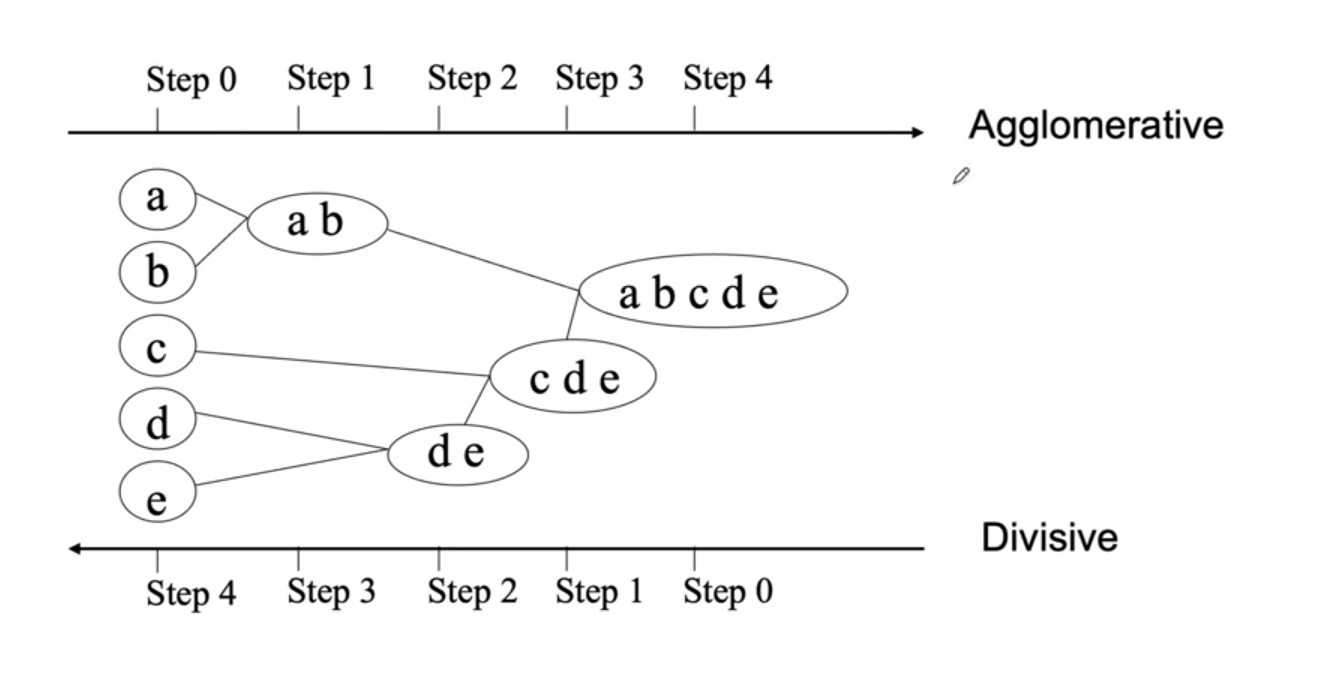 Step 0 Step 1 Step 2 Step 3 Step 4
Agglomerative
a
a b
b
a b c d e
c
c d e
d
d e
e
Divisive
Step 4 Step 3 Step 2 Step 1 Step 0